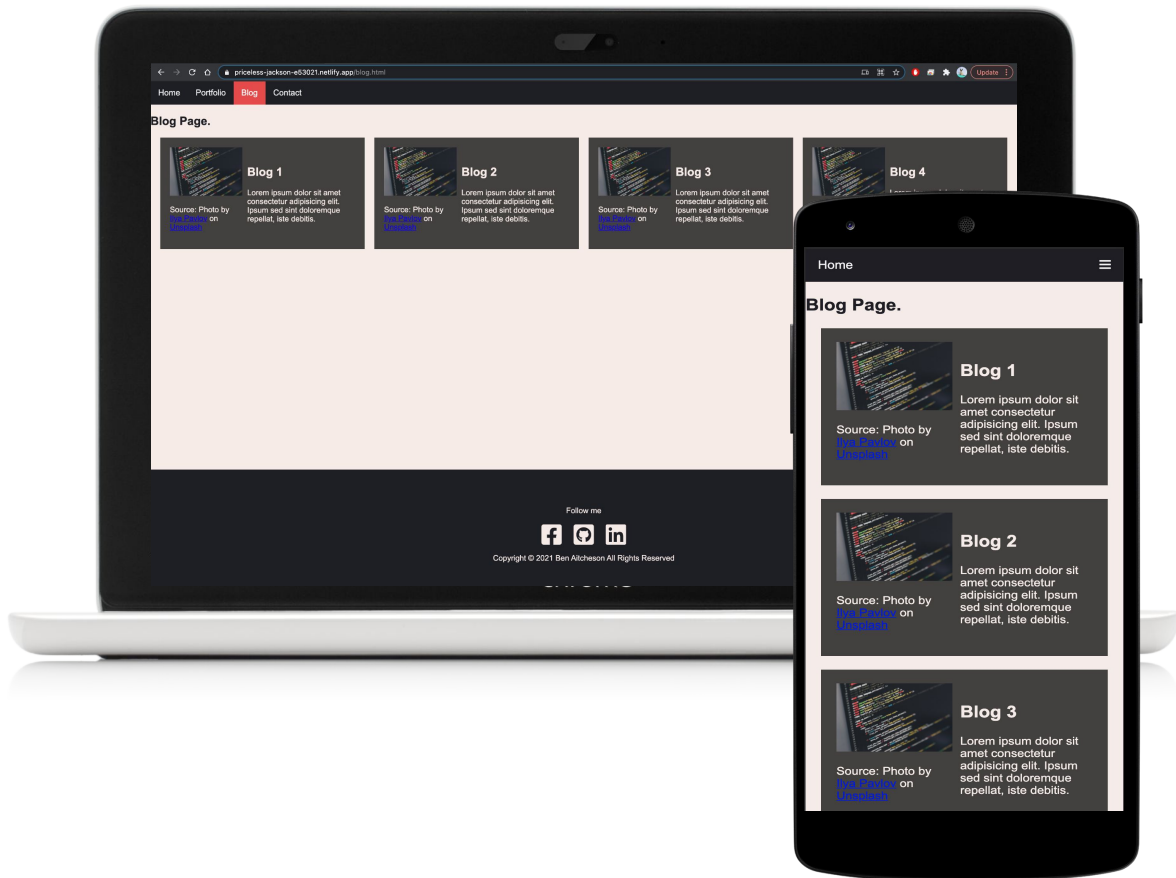 priceless-jackson-e53021.netlify.app/blog.html
Update
Home Portfolio Blog Contact
Blog Page.
Blog 1
Lorem ipsum dolor sit amet
consectetur adipisicing elit.
Ipsum sed sint doloremque
repellat, iste debitis.
Source: Photo by
Ilya Pavlov on
Unsplash
Blog 2
Lorem ipsum dolor sit amet
consectetur adipisicing elit.
Ipsum sed sint doloremque
repellat, iste debitis.
Source: Photo by
Ilya Pavlov on
Unsplash
Blog 3
Lorem ipsum dolor sit amet
consectetur adipisicing elit.
Ipsum sed sint doloremque
repellat, iste debitis.
Source: Photo by
Ilya Pavlov on
Unsplash
Blog 4
Follow me
Copyright © 2021 Ben Aitcheson All Rights Reserved
Home
Blog Page.
Blog 1
Lorem ipsum dolor sit
amet consectetur
adipisicing elit. Ipsum
sed sint doloremque
repellat, iste debitis.
Source: Photo by
Ilya Pavlov on
Unsplash
Blog 2
Lorem ipsum dolor sit
amet consectetur
adipisicing elit. Ipsum
sed sint doloremque
repellat, iste debitis.
Source: Photo by
Ilya Pavlov on
Unsplash
Blog 3
Lorem ipsum dolor sit
amet consectetur
adipisicing elit. Ipsum
sed sint doloremque
repellat, iste debitis.
Source: Photo by
Ilya Pavlov on
Unsplash